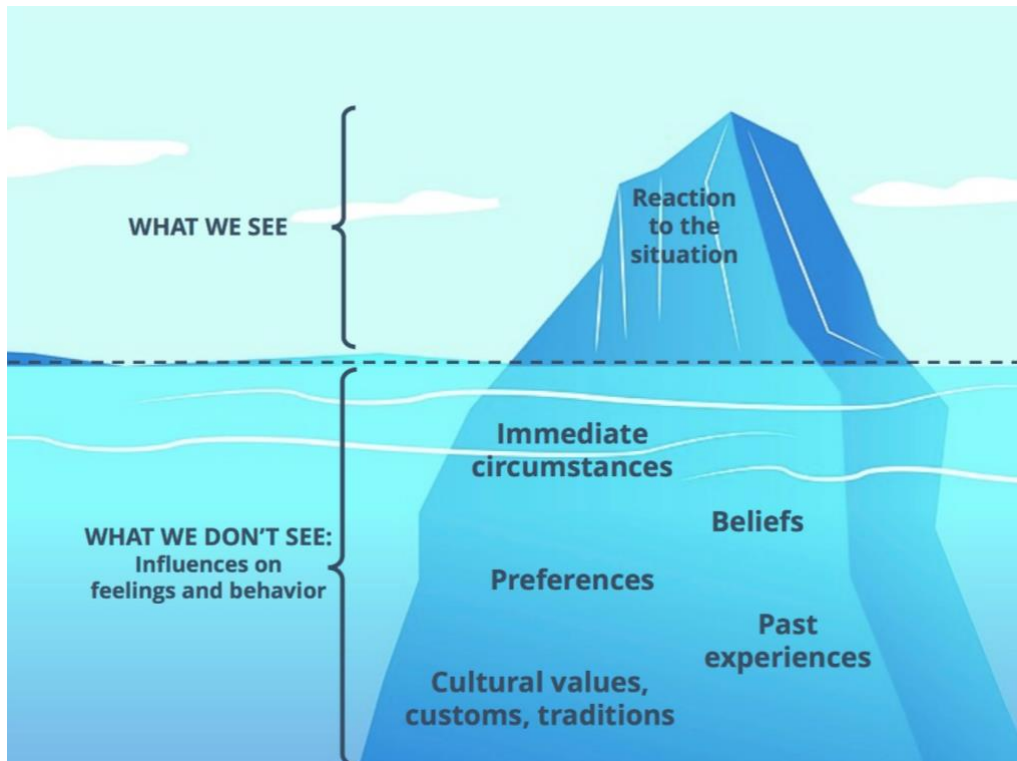 WHAT WE SEE
Reaction
to the
situation
WHAT WE DON'T SEE:
Influences on
feelings and behavior
Immediate
circumstances
Beliefs
Preferences
Past
experiences
Cultural values,
customs, traditions